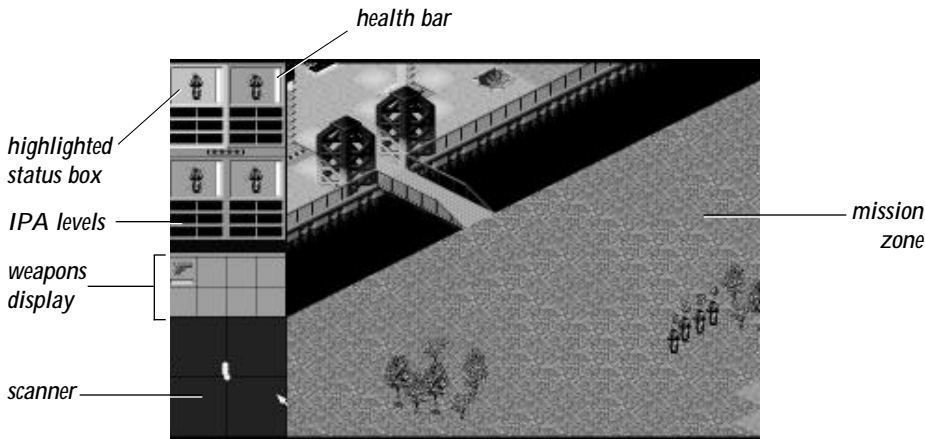 health bar
highlighted
status box
IPA levels
weapons
display
scanner
mission
zone